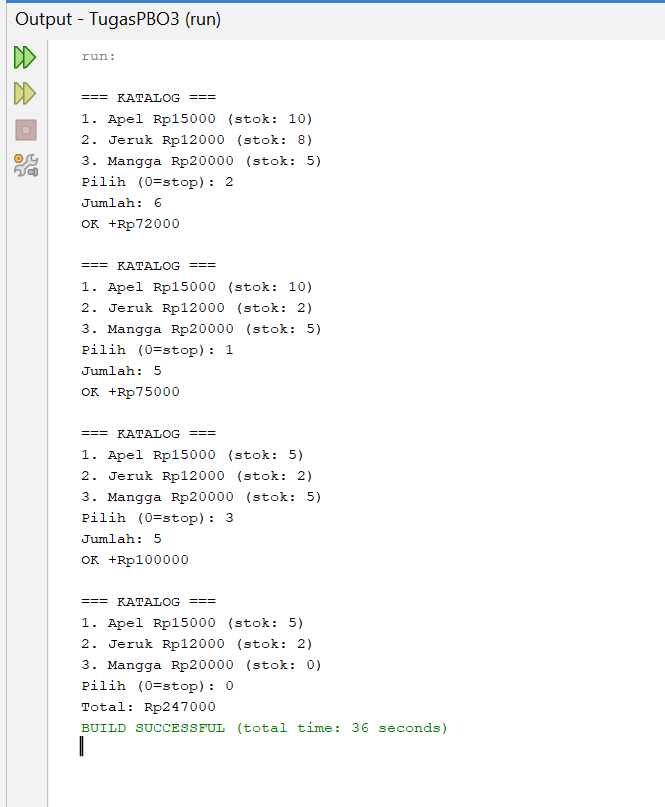 Output - TugasPBO3 (run)
run:
=== KATALOG ===
1. Apel Rp15000 (stok: 10)
2. Jeruk Rp12000 (stok: 8)
3. Mangga Rp20000 (stok: 5)
Pilih (0=stop): 2
Jumlah: 6
OK +Rp72000
=== KATALOG ===
1. Apel Rp15000 (stok: 10)
2. Jeruk Rp12000 (stok: 2)
3. Mangga Rp20000 (stok: 5)
Pilih (0=stop): 1
Jumlah: 5
OK +Rp75000
=== KATALOG ===
1. Apel Rp15000 (stok: 5)
2. Jeruk Rp12000 (stok: 2)
3. Mangga Rp20000 (stok: 5)
Pilih (0=stop): 3
Jumlah: 5
OK +Rp100000
=== KATALOG ===
1. Apel Rp15000 (stok: 5)
2. Jeruk Rp12000 (stok: 2)
3. Mangga Rp20000 (stok: 0)
Pilih (0=stop): 0
Total: Rp247000
BUILD SUCCESSFUL (total time: 36 seconds)